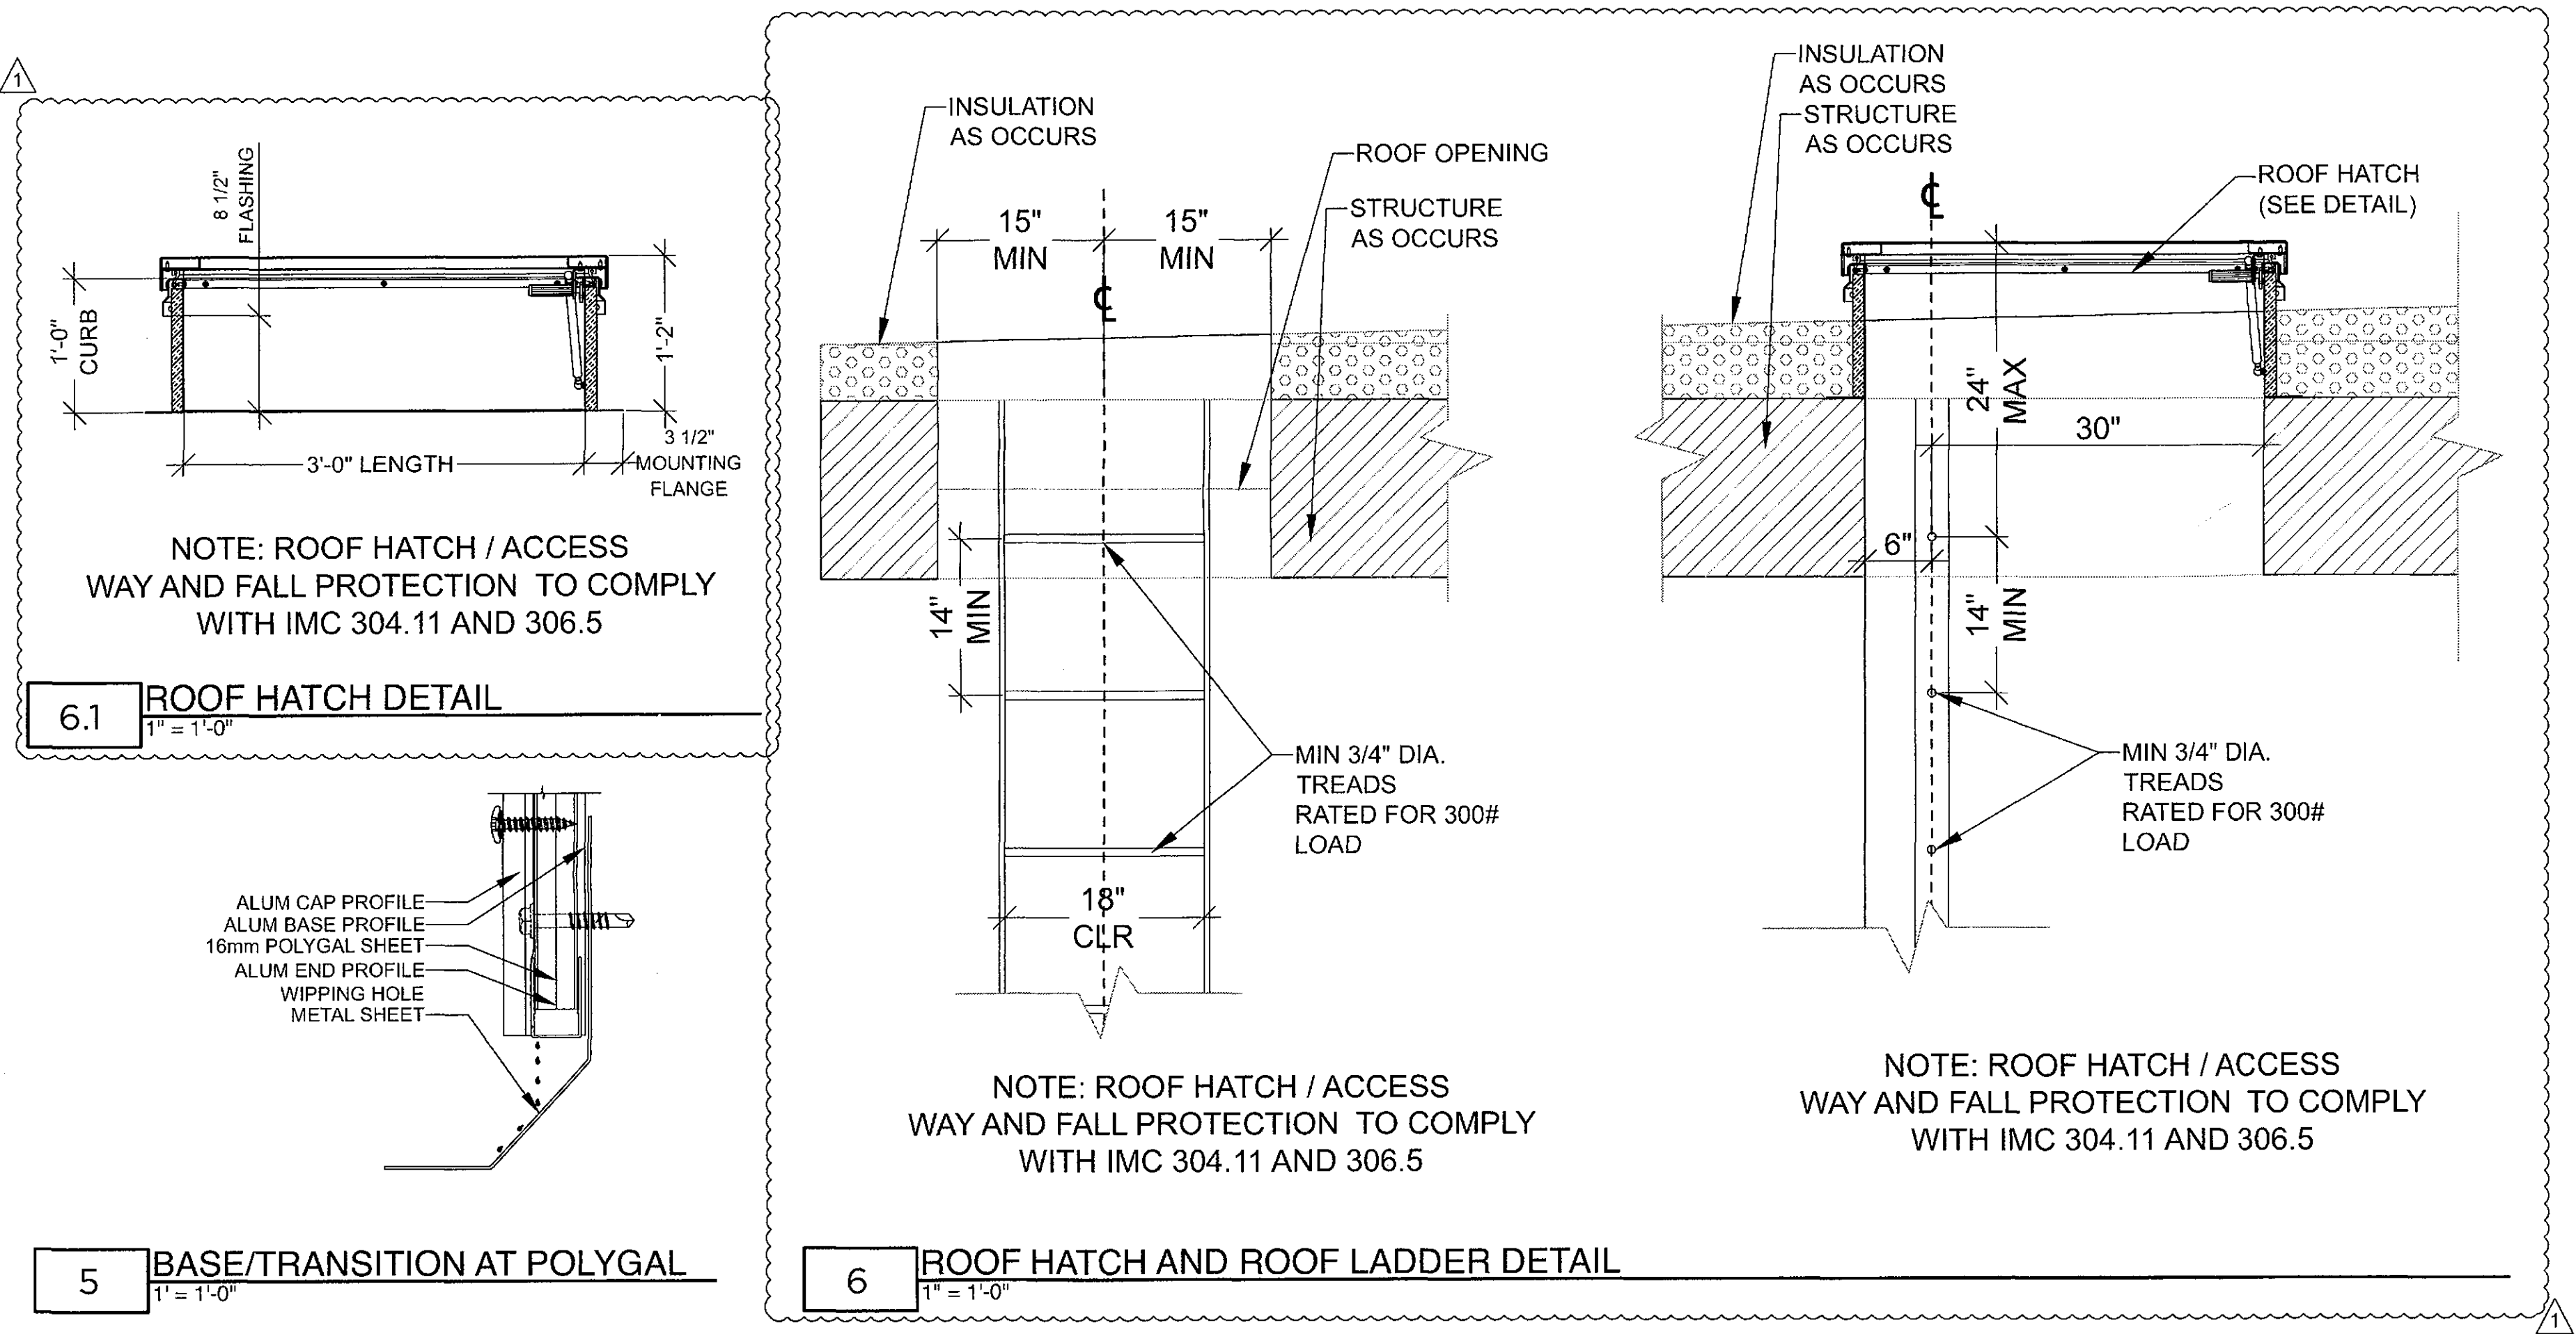 1
8 1/2"
FLASHING
1'-0"
CURB
1'-2"
3'-0" LENGTH
3 1/2"
MOUNTING
FLANGE
NOTE: ROOF HATCH / ACCESS
WAY AND FALL PROTECTION TO COMPLY
WITH IMC 304.11 AND 306.5
6.1
ROOF HATCH DETAIL
1" = 1'-0"
ALUM CAP PROFILE
ALUM BASE PROFILE
16mm POLYGAL SHEET
ALUM END PROFILE
WIPPING HOLE
METAL SHEET
5
BASE/TRANSITION AT POLYGAL
1' = 1'-0"
INSULATION
AS OCCURS
ROOF OPENING
STRUCTURE
AS OCCURS
15"
MIN
15"
MIN
℄
14"
MIN
MIN 3/4" DIA.
TREADS
RATED FOR 300#
LOAD
18"
CLR
NOTE: ROOF HATCH / ACCESS
WAY AND FALL PROTECTION TO COMPLY
WITH IMC 304.11 AND 306.5
INSULATION
AS OCCURS
STRUCTURE
AS OCCURS
℄
ROOF HATCH
(SEE DETAIL)
24"
MAX
30"
6"
14"
MIN
MIN 3/4" DIA.
TREADS
RATED FOR 300#
LOAD
NOTE: ROOF HATCH / ACCESS
WAY AND FALL PROTECTION TO COMPLY
WITH IMC 304.11 AND 306.5
6
ROOF HATCH AND ROOF LADDER DETAIL
1" = 1'-0"
1